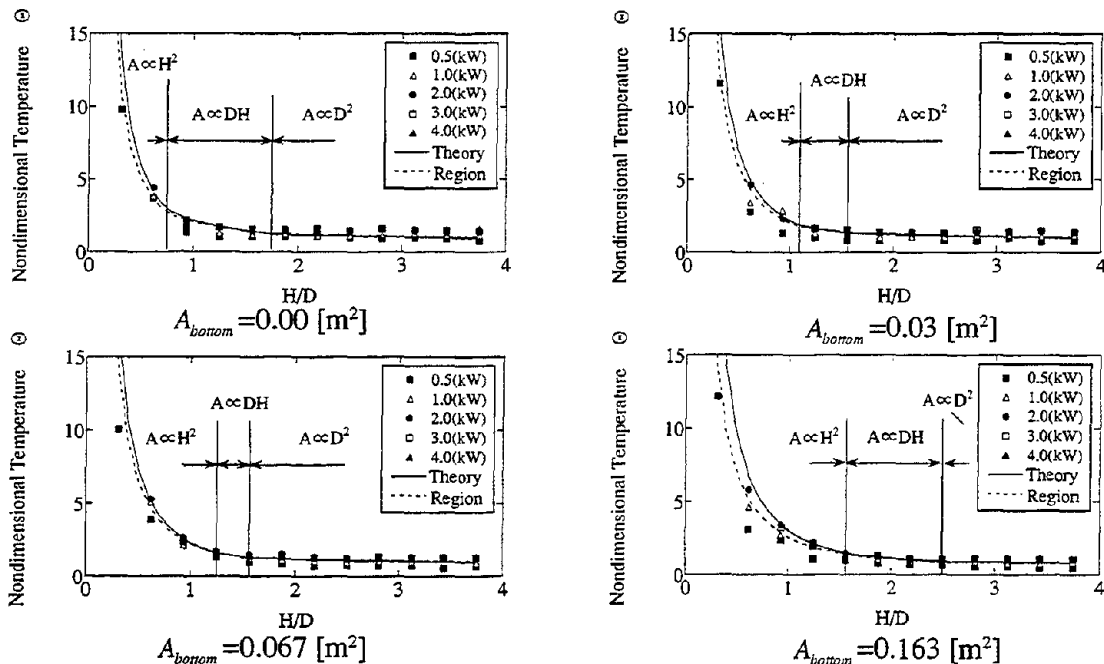 Nondimensional Temperature Θ
15
10
5
0
0 1 2 3 4
A∝H²
A∝DH
A∝D²
0.5(kW)
1.0(kW)
2.0(kW)
3.0(kW)
4.0(kW)
Theory
Region
H/D
A_bottom=0.00 [m²]
Nondimensional Temperature Θ
15
10
5
0
0 1 2 3 4
A∝DH
A∝H²
A∝D²
0.5(kW)
1.0(kW)
2.0(kW)
3.0(kW)
4.0(kW)
Theory
Region
H/D
A_bottom=0.03 [m²]
Nondimensional Temperature Θ
15
10
5
0
0 1 2 3 4
A∝DH
A∝H²
A∝D²
0.5(kW)
1.0(kW)
2.0(kW)
3.0(kW)
4.0(kW)
Theory
Region
H/D
A_bottom=0.067 [m²]
Nondimensional Temperature Θ
15
10
5
0
0 1 2 3 4
A∝D²
A∝H²
A∝DH
0.5(kW)
1.0(kW)
2.0(kW)
3.0(kW)
4.0(kW)
Theory
Region
H/D
A_bottom=0.163 [m²]